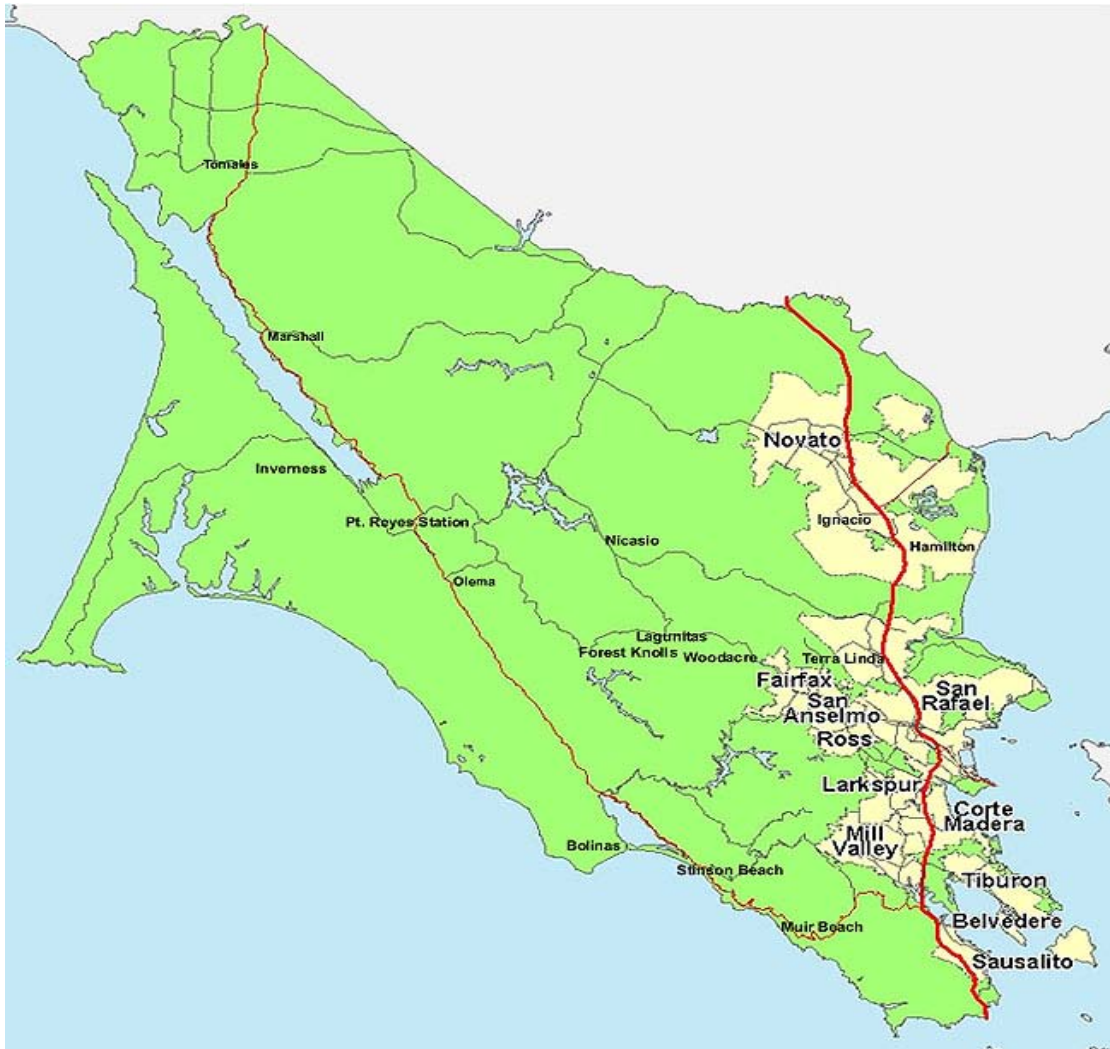 Tomales
Marshall
Novato
Inverness
Ignacio
Pt. Reyes Station
Nicasio
Hamilton
Olema
Lagunitas
Forest Knolls
Woodacre
Terra Linda
Fairfax
San
Rafael
San
Anselmo
Ross
Larkspur
Corte
Madera
Mill
Valley
Bolinas
Stinson Beach
Tiburon
Muir Beach
Belvedere
Sausalito